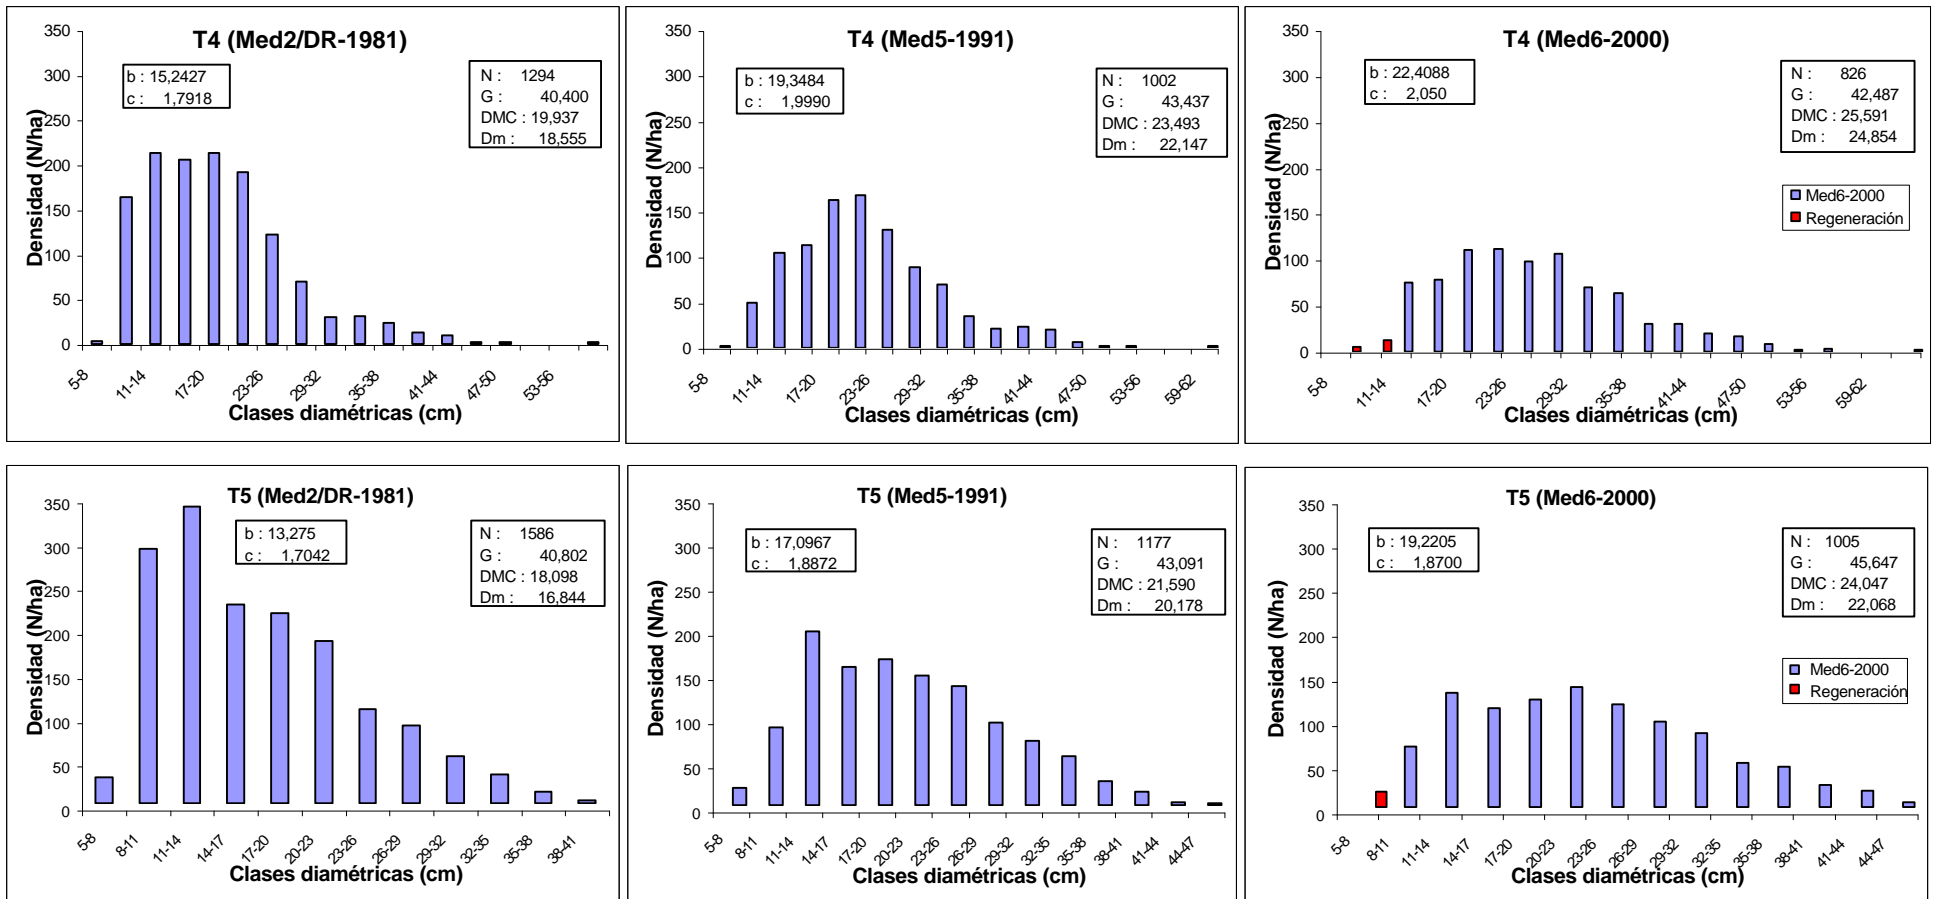 T4 (Med2/DR-1981)
b : 15,2427
c : 1,7918
N : 1294
G : 40,400
DMC : 19,937
Dm : 18,555
Densidad (N/ha)
350
300
250
200
150
100
50
0
5-8
11-14
17-20
23-26
29-32
35-38
41-44
47-50
53-56
Clases diamétricas (cm)
T4 (Med5-1991)
b : 19,3484
c : 1,9990
N : 1002
G : 43,437
DMC : 23,493
Dm : 22,147
Densidad (N/ha)
350
300
250
200
150
100
50
0
5-8
11-14
17-20
23-26
29-32
35-38
41-44
47-50
53-56
59-62
Clases diamétricas (cm)
T4 (Med6-2000)
b : 22,4088
c : 2,050
N : 826
G : 42,487
DMC : 25,591
Dm : 24,854
Med6-2000
Regeneración
Densidad (N/ha)
350
300
250
200
150
100
50
0
5-8
11-14
17-20
23-26
29-32
35-38
41-44
47-50
53-56
59-62
Clases diamétricas (cm)
T5 (Med2/DR-1981)
b : 13,275
c : 1,7042
N : 1586
G : 40,802
DMC : 18,098
Dm : 16,844
Densidad (N/ha)
350
300
250
200
150
100
50
0
5-8
8-11
11-14
14-17
17-20
20-23
23-26
26-29
29-32
32-35
35-38
38-41
Clases diamétricas (cm)
T5 (Med5-1991)
b : 17,0967
c : 1,8872
N : 1177
G : 43,091
DMC : 21,590
Dm : 20,178
Densidad (N/ha)
350
300
250
200
150
100
50
0
5-8
8-11
11-14
14-17
17-20
20-23
23-26
26-29
29-32
32-35
35-38
38-41
41-44
44-47
Clases diamétricas (cm)
T5 (Med6-2000)
b : 19,2205
c : 1,8700
N : 1005
G : 45,647
DMC : 24,047
Dm : 22,068
Med6-2000
Regeneración
Densidad (N/ha)
350
300
250
200
150
100
50
0
5-8
8-11
11-14
14-17
17-20
20-23
23-26
26-29
29-32
32-35
35-38
38-41
41-44
44-47
Clases diamétricas (cm)